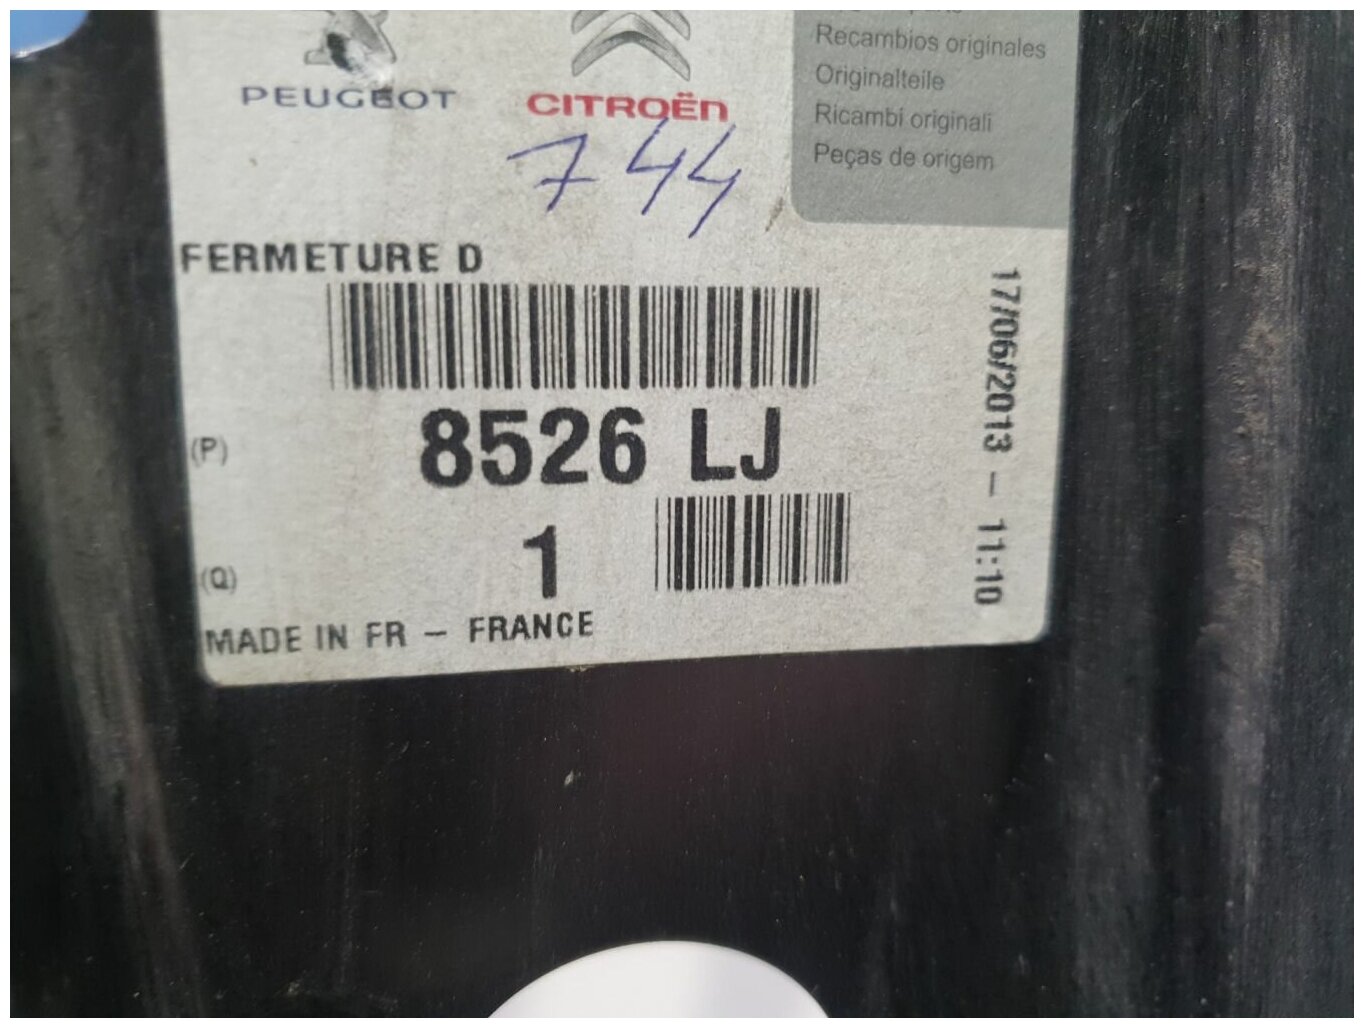 PEUGEOT
CITROËN
Recambios originales
Originalteile
Ricambi originali
Peças de origem
744
FERMETURE D
(P)
8526 LJ
(Q)
1
MADE IN FR - FRANCE
17/06/2013 - 11:10